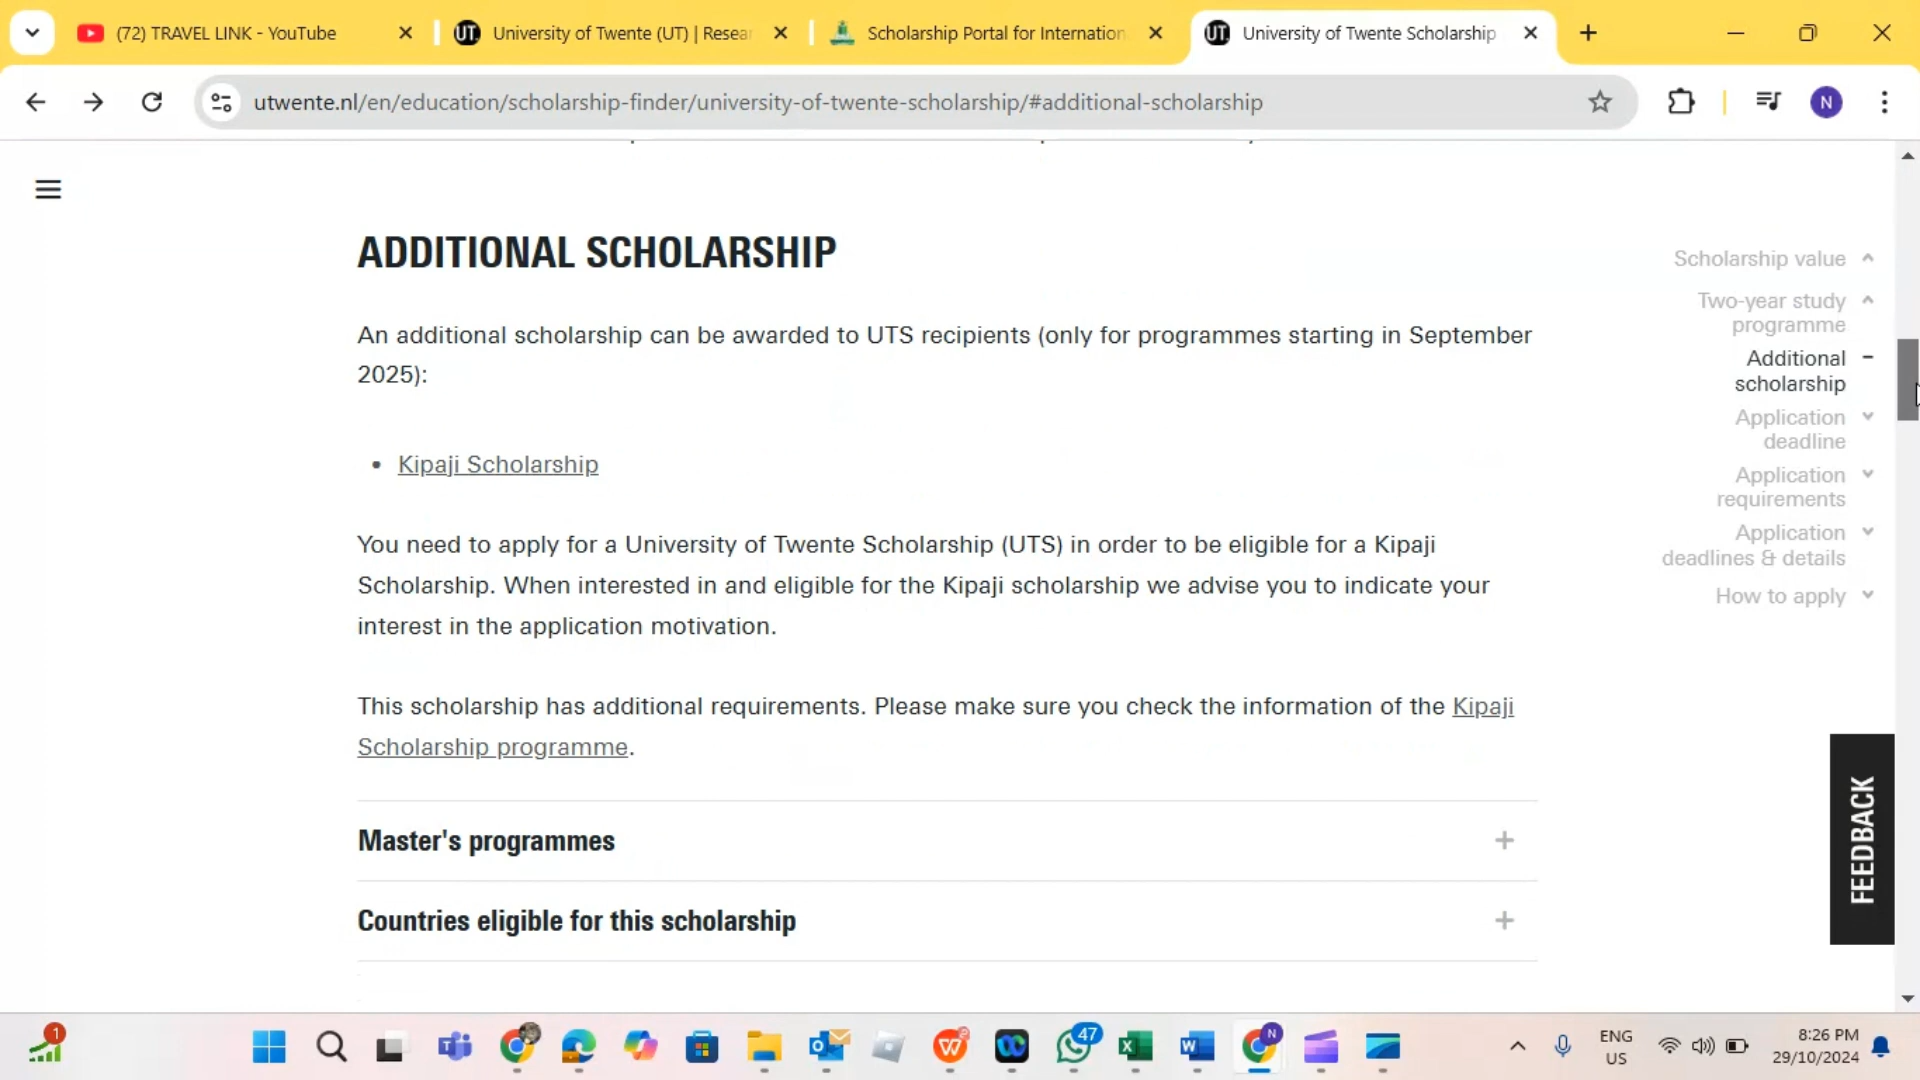 (72) TRAVEL LINK - YouTube
UT.
University of Twente (UT) | Resea
Scholarship Portal for Internation
UT.
University of Twente Scholarship
utwente.nl/en/education/scholarship-finder/university-of-twente-scholarship/#additional-scholarship
N
ADDITIONAL SCHOLARSHIP
An additional scholarship can be awarded to UTS recipients (only for programmes starting in September
2025):
• Kipaji Scholarship
You need to apply for a University of Twente Scholarship (UTS) in order to be eligible for a Kipaji
Scholarship. When interested in and eligible for the Kipaji scholarship we advise you to indicate your
interest in the application motivation.
This scholarship has additional requirements. Please make sure you check the information of the Kipaji
Scholarship programme.
Master's programmes
Countries eligible for this scholarship
Scholarship value
Two-year study
programme
Additional
scholarship
Application
deadline
Application
requirements
Application
deadlines & details
How to apply
FEEDBACK
1
47
N
ENG
US
8:26 PM
29/10/2024